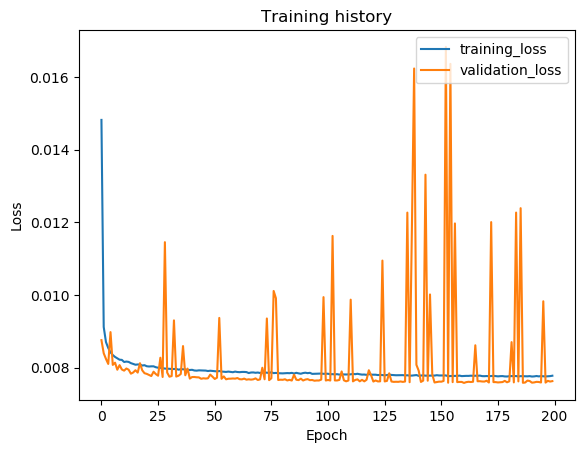 Training history
training_loss
validation_loss
0.016
0.014
0.012
0.010
0.008
Loss
0 25 50 75 100 125 150 175 200
Epoch